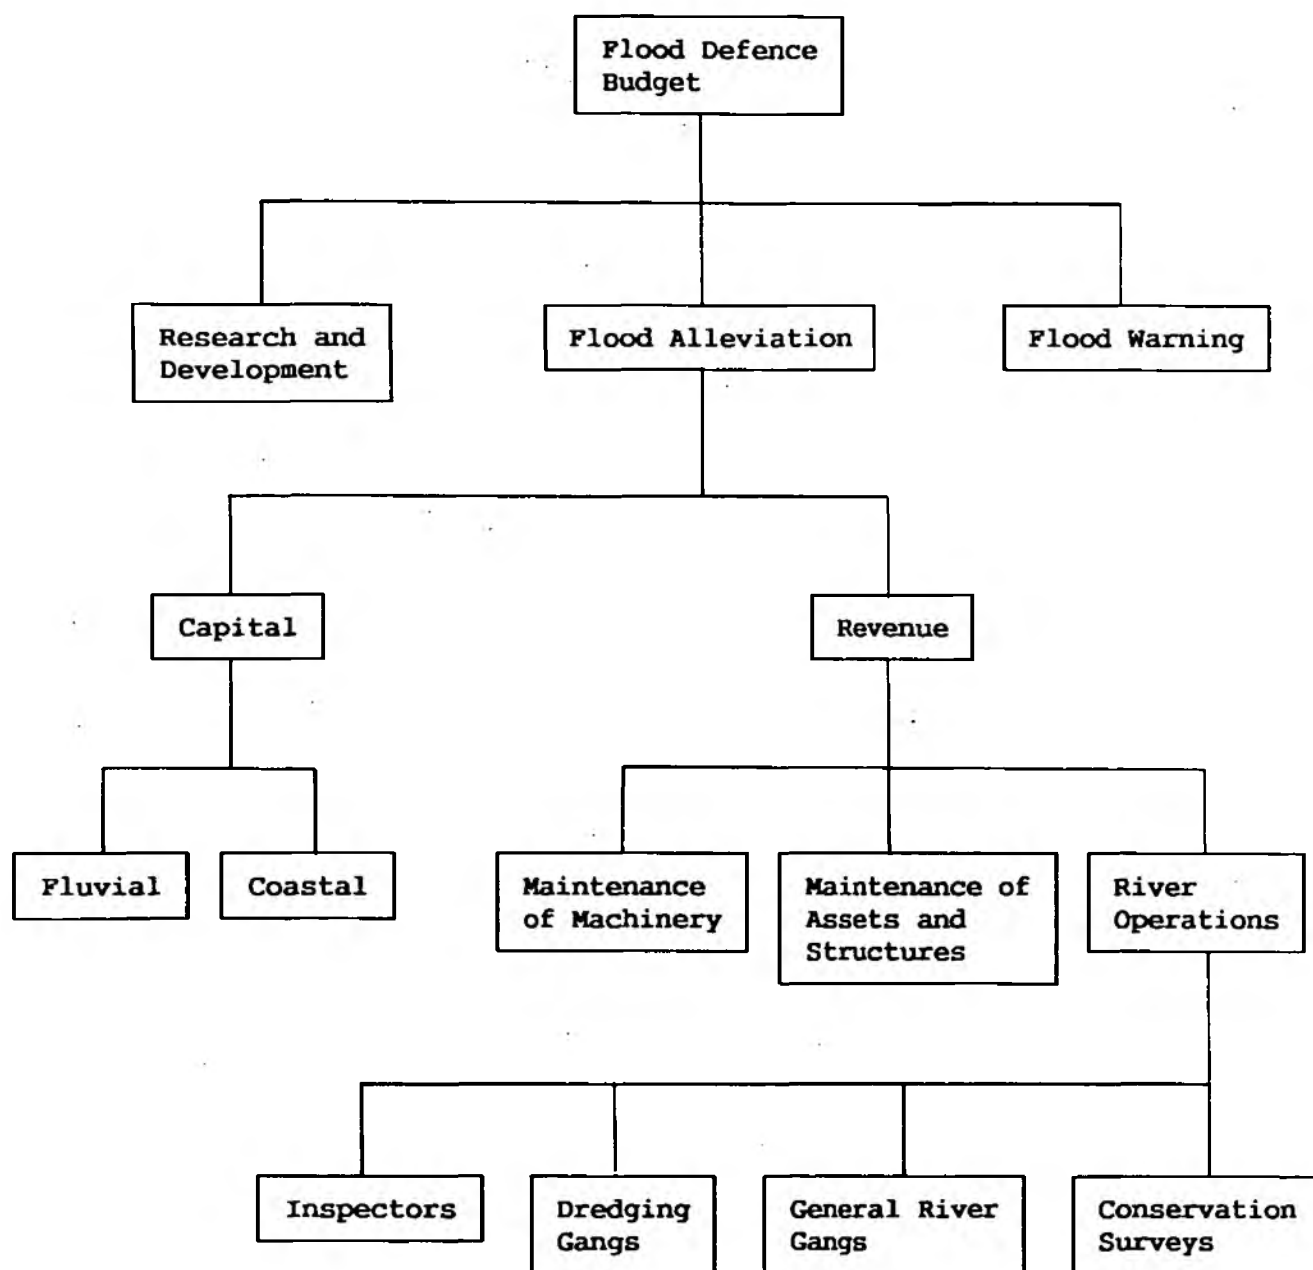 Flood Defence
Budget
Research and
Development
Flood Alleviation
Flood Warning
Capital
Revenue
Fluvial
Coastal
Maintenance
of Machinery
Maintenance of
Assets and
Structures
River
Operations
Inspectors
Dredging
Gangs
General River
Gangs
Conservation
Surveys